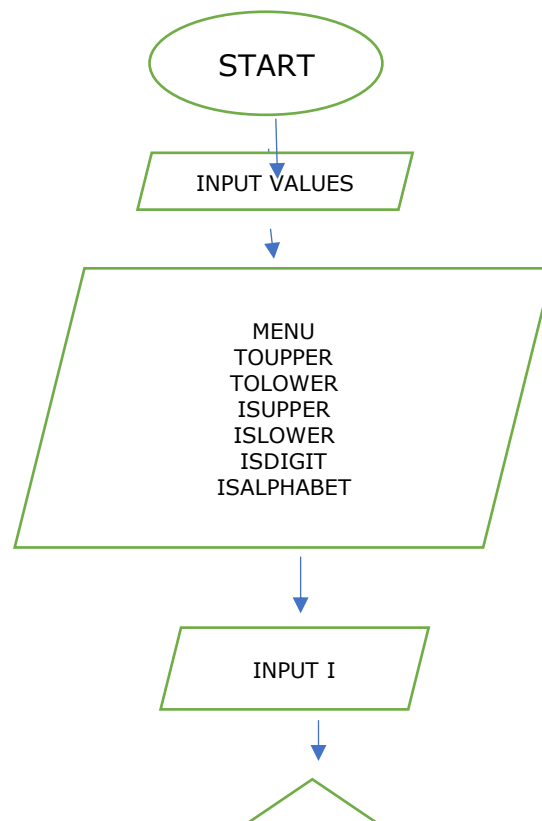 START
INPUT VALUES
MENU
TOUPPER
TOLOWER
ISUPPER
ISLOWER
ISDIGIT
ISALPHABET
INPUT I